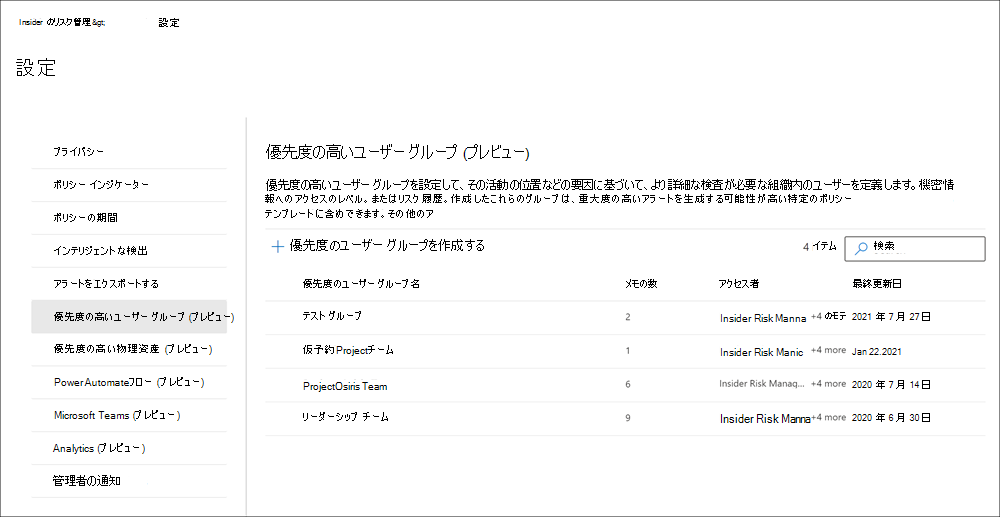 Insider のリスク管理&gt; 設定
設定
プライバシー
ポリシー インジケーター
ポリシーの期間
インテリジェントな検出
アラートをエクスポートする
優先度の高いユーザー グループ (プレビュー)
優先度の高い物理資産 (プレビュー)
Power Automateフロー (プレビュー)
Microsoft Teams (プレビュー)
Analytics (プレビュー)
管理者の通知
優先度の高いユーザー グループ (プレビュー)
優先度の高いユーザー グループを設定して、その活動の位置などの要因に基づいて、より詳細な検査が必要な組織内のユーザーを定義します。機密情
報へのアクセスのレベル。またはリスク履歴。作成したこれらのグループは、重大度の高いアラートを生成する可能性が高い特定のポリシー
テンプレートに含めできます。その他のア
+ 優先度のユーザー グループを作成する
4 イテム
検索
優先度のユーザーグループ名 メモの数 アクセス者 最終更新日
テスト グループ 2 Insider Risk Manna +4 のモテ 2021 年 7 月 27 日
仮予約 Projectチーム 1 Insider Risk Manic +4 more Jan 22.2021
ProjectOsiris Team 6 Insider Risk Manag... +4 more 2020 年 7 月 14 日
リーダーシップ チーム 9 Insider Risk Manna +4 more 2020 年 6 月 30 日